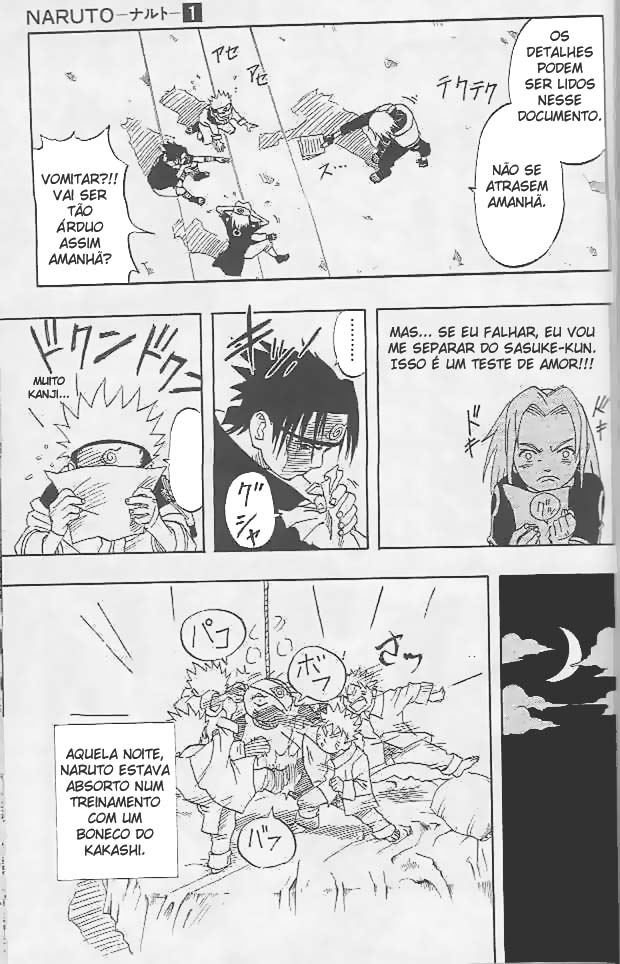 NARUTO—ナルト—1
OS
DETALHES
PODEM
SER LIDOS
NESSE
DOCUMENTO.
NÃO SE
ATRASEM
AMANHÃ.
テクテク
ス…
アセ
アセ
VOMITAR?!!
VAI SER
TÃO
ÁRDUO
ASSIM
AMANHÃ?
MAS... SE EU FALHAR, EU VOU
ME SEPARAR DO SASUKE-KUN.
ISSO É UM TESTE DE AMOR!!!
ドキ
ドキ
グッ
………
グシャ
ドクンドクン
MUITO
KANJI...
パコ
ボフ
バフ
AQUELA NOITE,
NARUTO ESTAVA
ABSORTO NUM
TREINAMENTO
COM UM
BONECO DO
KAKASHI.